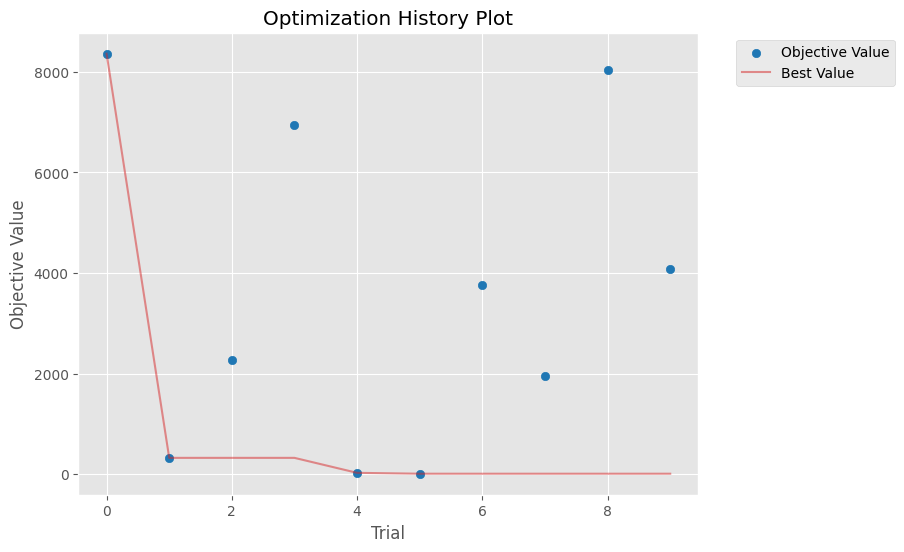 Optimization History Plot
Objective Value
Best Value
Objective Value
8000
6000
4000
2000
0
0 2 4 6 8
Trial